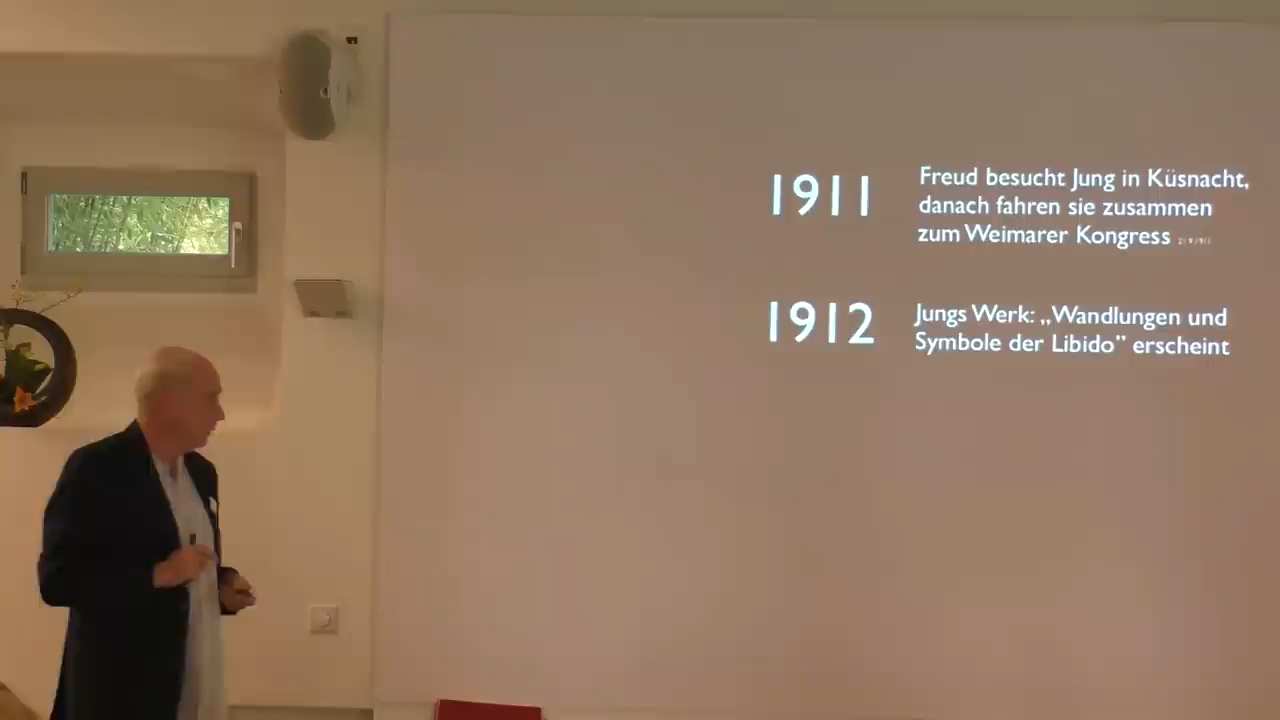 1911
Freud besucht Jung in Küsnacht,
danach fahren sie zusammen
zum Weimarer Kongress
1912
Jungs Werk: „Wandlungen und
Symbole der Libido” erscheint